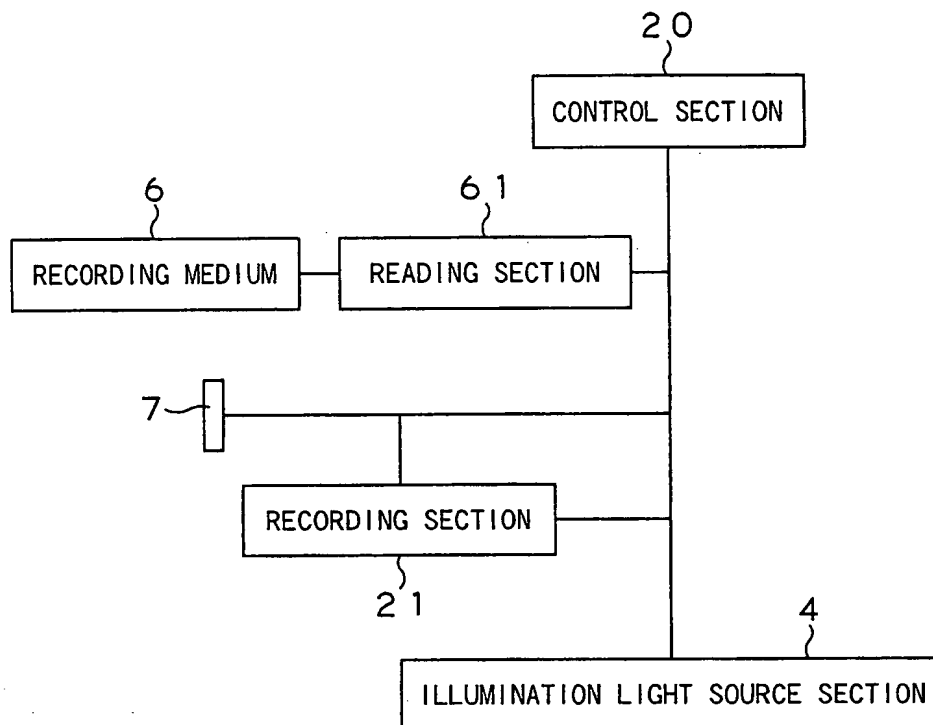 20
CONTROL SECTION
6
61
RECORDING MEDIUM
READING SECTION
7
RECORDING SECTION
21
4
ILLUMINATION LIGHT SOURCE SECTION